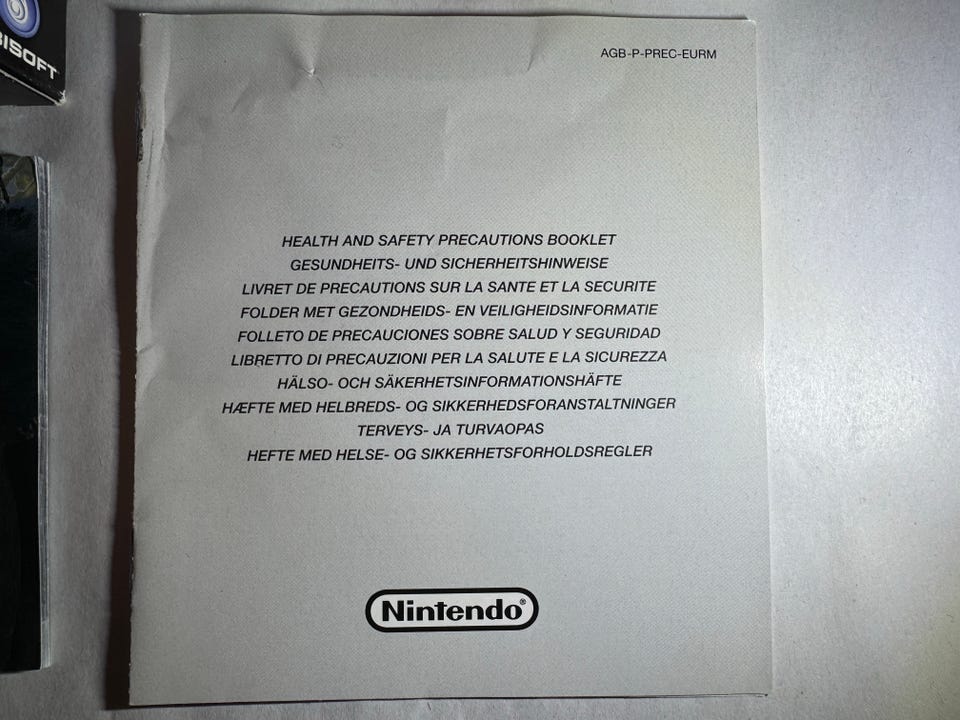 UBISOFT
AGB-P-PREC-EURM
HEALTH AND SAFETY PRECAUTIONS BOOKLET
GESUNDHEITS- UND SICHERHEITSHINWEISE
LIVRET DE PRECAUTIONS SUR LA SANTE ET LA SECURITE
FOLDER MET GEZONDHEIDS- EN VEILIGHEIDSINFORMATIE
FOLLETO DE PRECAUCIONES SOBRE SALUD Y SEGURIDAD
LIBRETTO DI PRECAUZIONI PER LA SALUTE E LA SICUREZZA
HÄLSO- OCH SÄKERHETSINFORMATIONSHÄFTE
HÆFTE MED HELBREDS- OG SIKKERHEDSFORANSTALTNINGER
TERVEYS- JA TURVAOPAS
HEFTE MED HELSE- OG SIKKERHETSFORHOLDSREGLER
Nintendo®